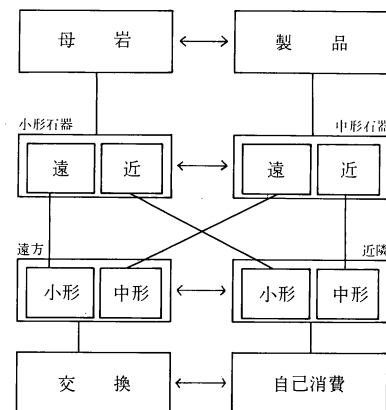 母岩
製品
小形石器
中形石器
遠 近
遠 近
遠方
近隣
小形 中形
小形 中形
交換
自己消費